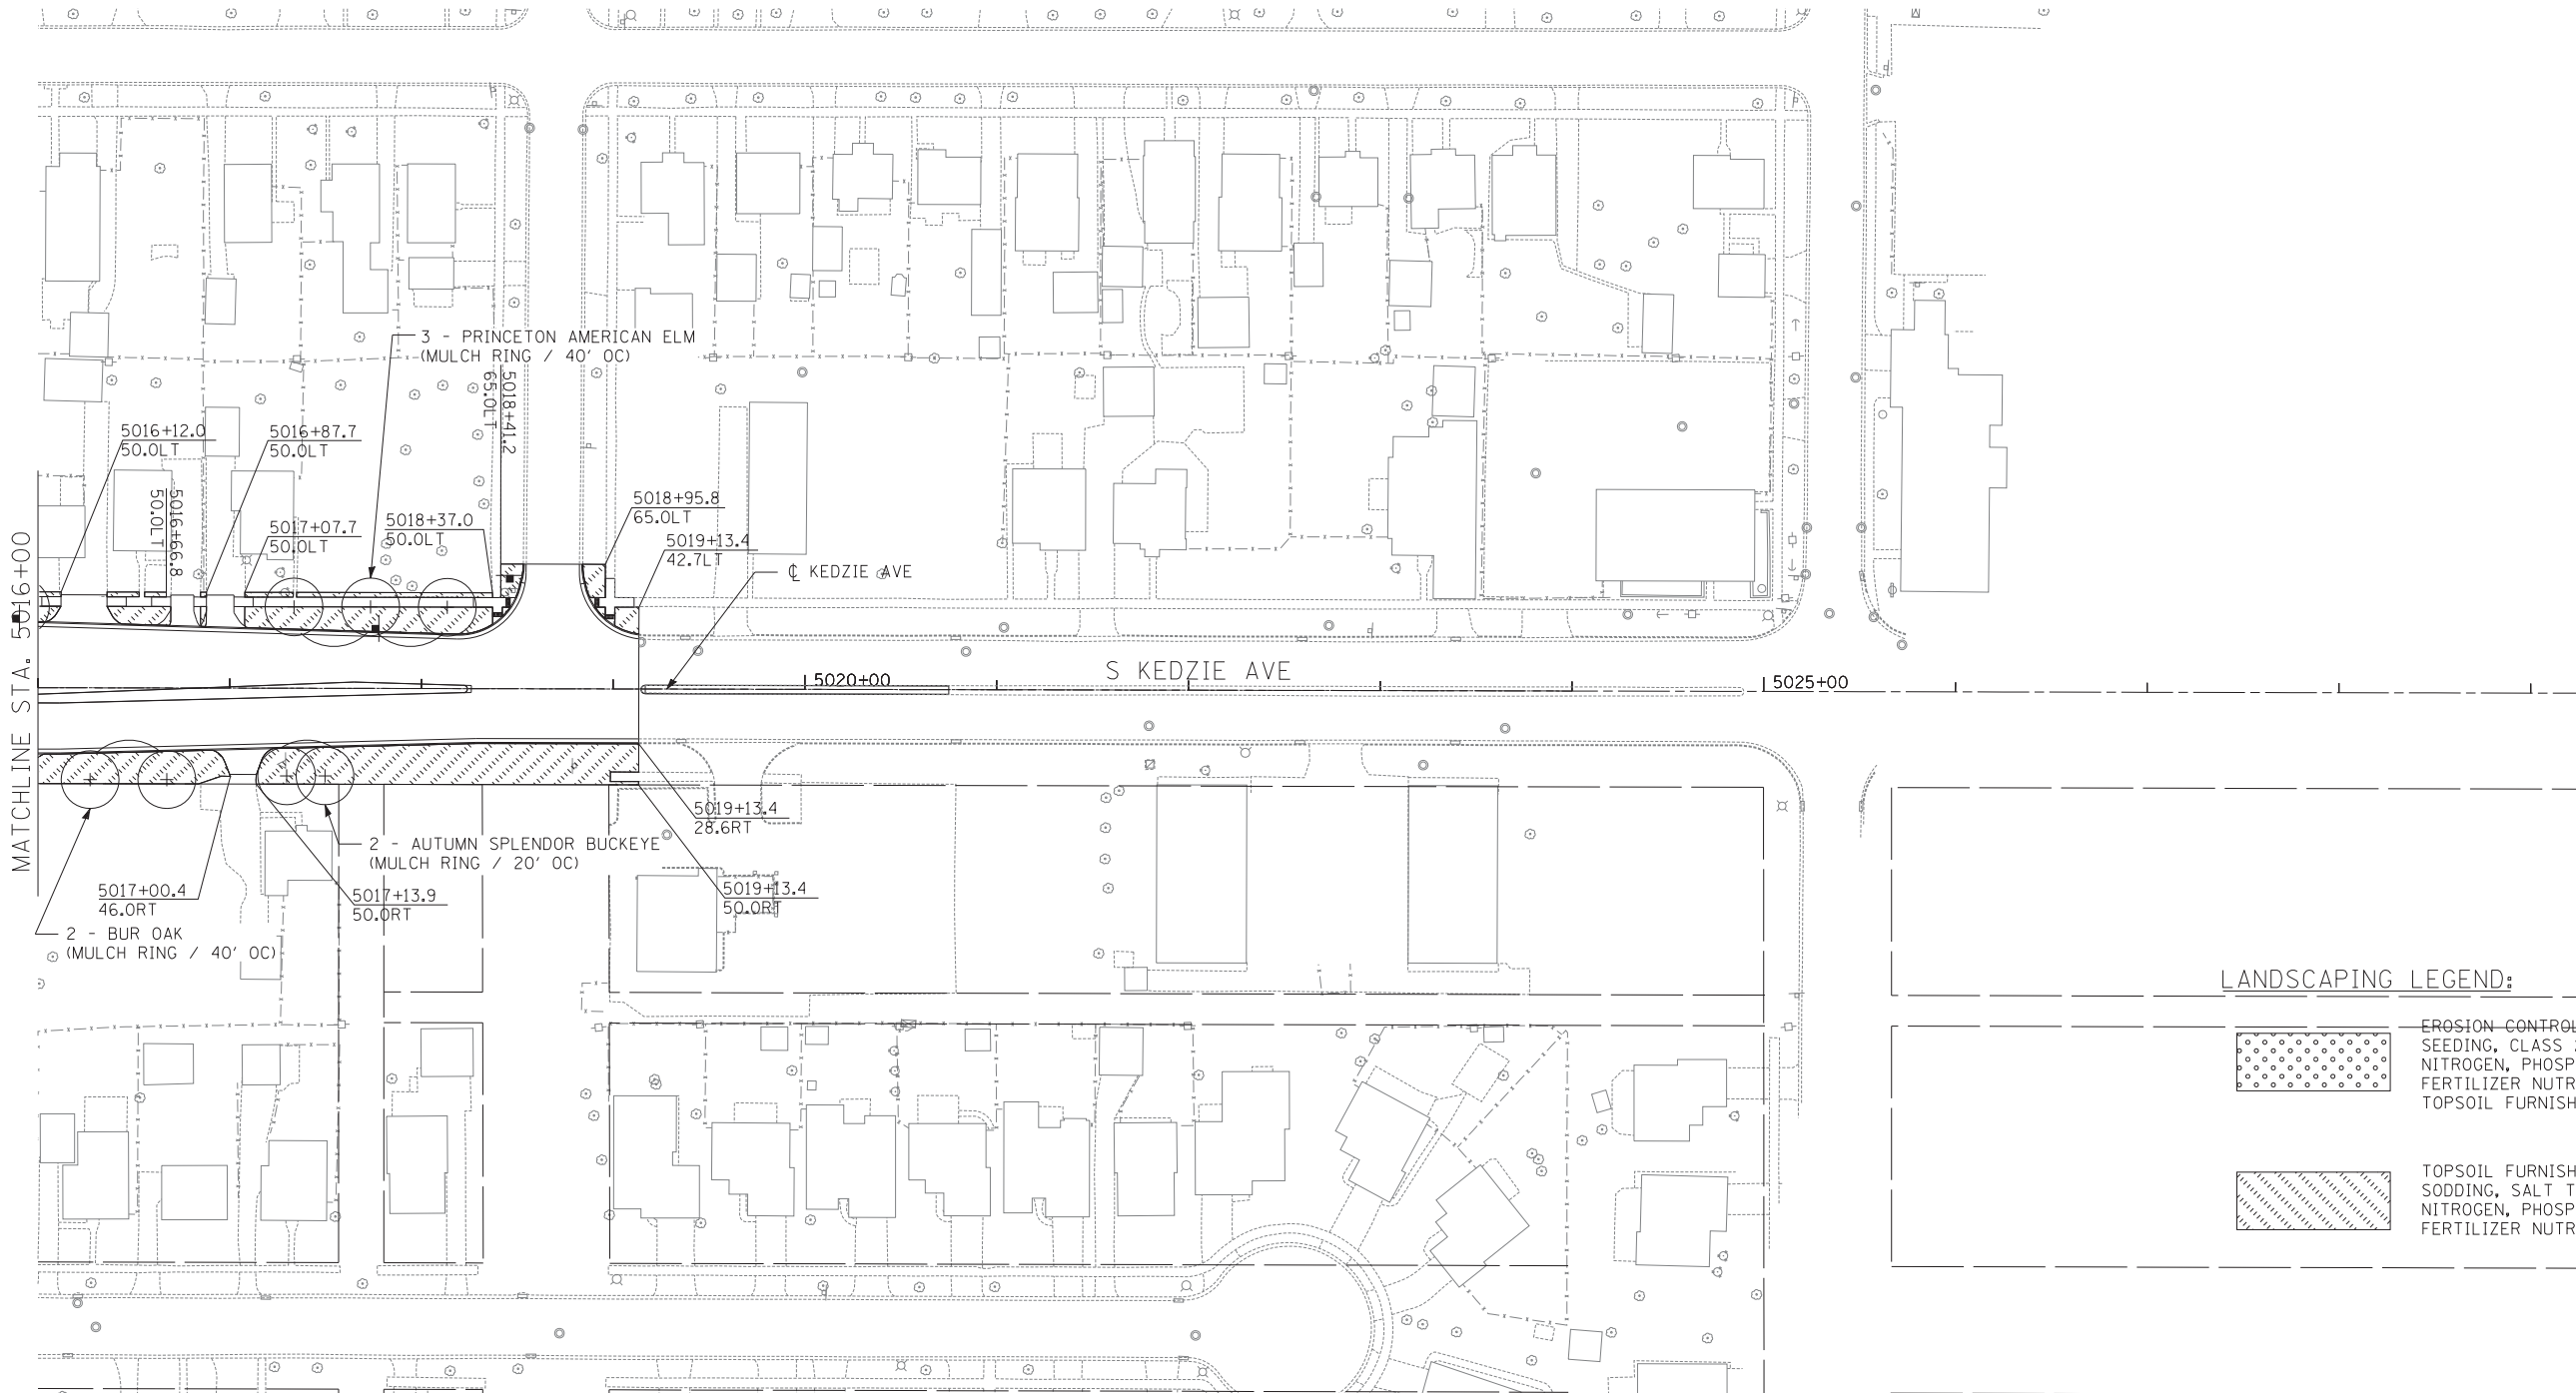 3 - PRINCETON AMERICAN ELM
(MULCH RING / 40' OC)
5018+41.2
65.0LT
5016+12.0
50.0LT
5016+87.7
50.0LT
5016+66.8
50.0LT
5017+07.7
50.0LT
5018+37.0
50.0LT
5018+95.8
65.0LT
5019+13.4
42.7LT
℄ KEDZIE AVE
MATCHLINE STA. 5016+00
S KEDZIE AVE
5020+00
5025+00
5019+13.4
28.6RT
2 - AUTUMN SPLENDOR BUCKEYE
(MULCH RING / 20' OC)
5017+00.4
46.0RT
5017+13.9
50.0RT
5019+13.4
50.0RT
2 - BUR OAK
(MULCH RING / 40' OC)
LANDSCAPING LEGEND:
EROSION CONTROL
SEEDING, CLASS
NITROGEN, PHOSP
FERTILIZER NUTR
TOPSOIL FURNISH
TOPSOIL FURNISH
SODDING, SALT T
NITROGEN, PHOSP
FERTILIZER NUTR